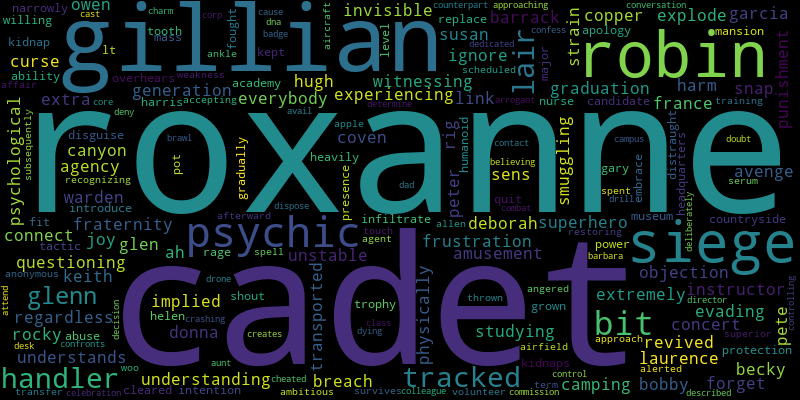 narrowly cast owen charm corp cause counterpart approaching conversation
willing tooth mass dna fought invisible replace barrack copper explode garcia
kidnap gillian badge aircraft susan strain apology mansion
curse lt ankle kept level lair dedicated confess robin
ability overhears weakness ignore scheduled major harm snap punishment
affair generation hugh witnessing
extra core harris accepting academy everybody experiencing link nurse graduation candidate france training
deny avail determine arrogant
psychological subsequently disguise brawl apple coven rig humanoid contact campus distraught doubt
canyon pot roxanne heavily believing smuggling gary embrace headquarters avenge
agency recognizing gradually presence dad sens spent serum
warden dispose peter quit drill
introduce afterward combat museum countryside
fit fraternity infiltrate allen deborah superhero deliberately restoring
connect joy glen psychic touch agent frustration power siege
tactic ah rage spell unstable amusement barbara
questioning objection
anonymous keith drone angered
glenn implied shout transported trophy physically thrown grown extremely instructor director controlling
attend helen crashing cadet bit evading superior pete
regardless decision donna class studying airfield concert
rocky abuse creates dying approach revived
desk confronts kidnaps laurence protection
understands woo aunt control alerted becky
handler understanding breach tracked camping bobby forget
transfer celebration cleared intention cheated ambitious survives colleague volunteer term commission described